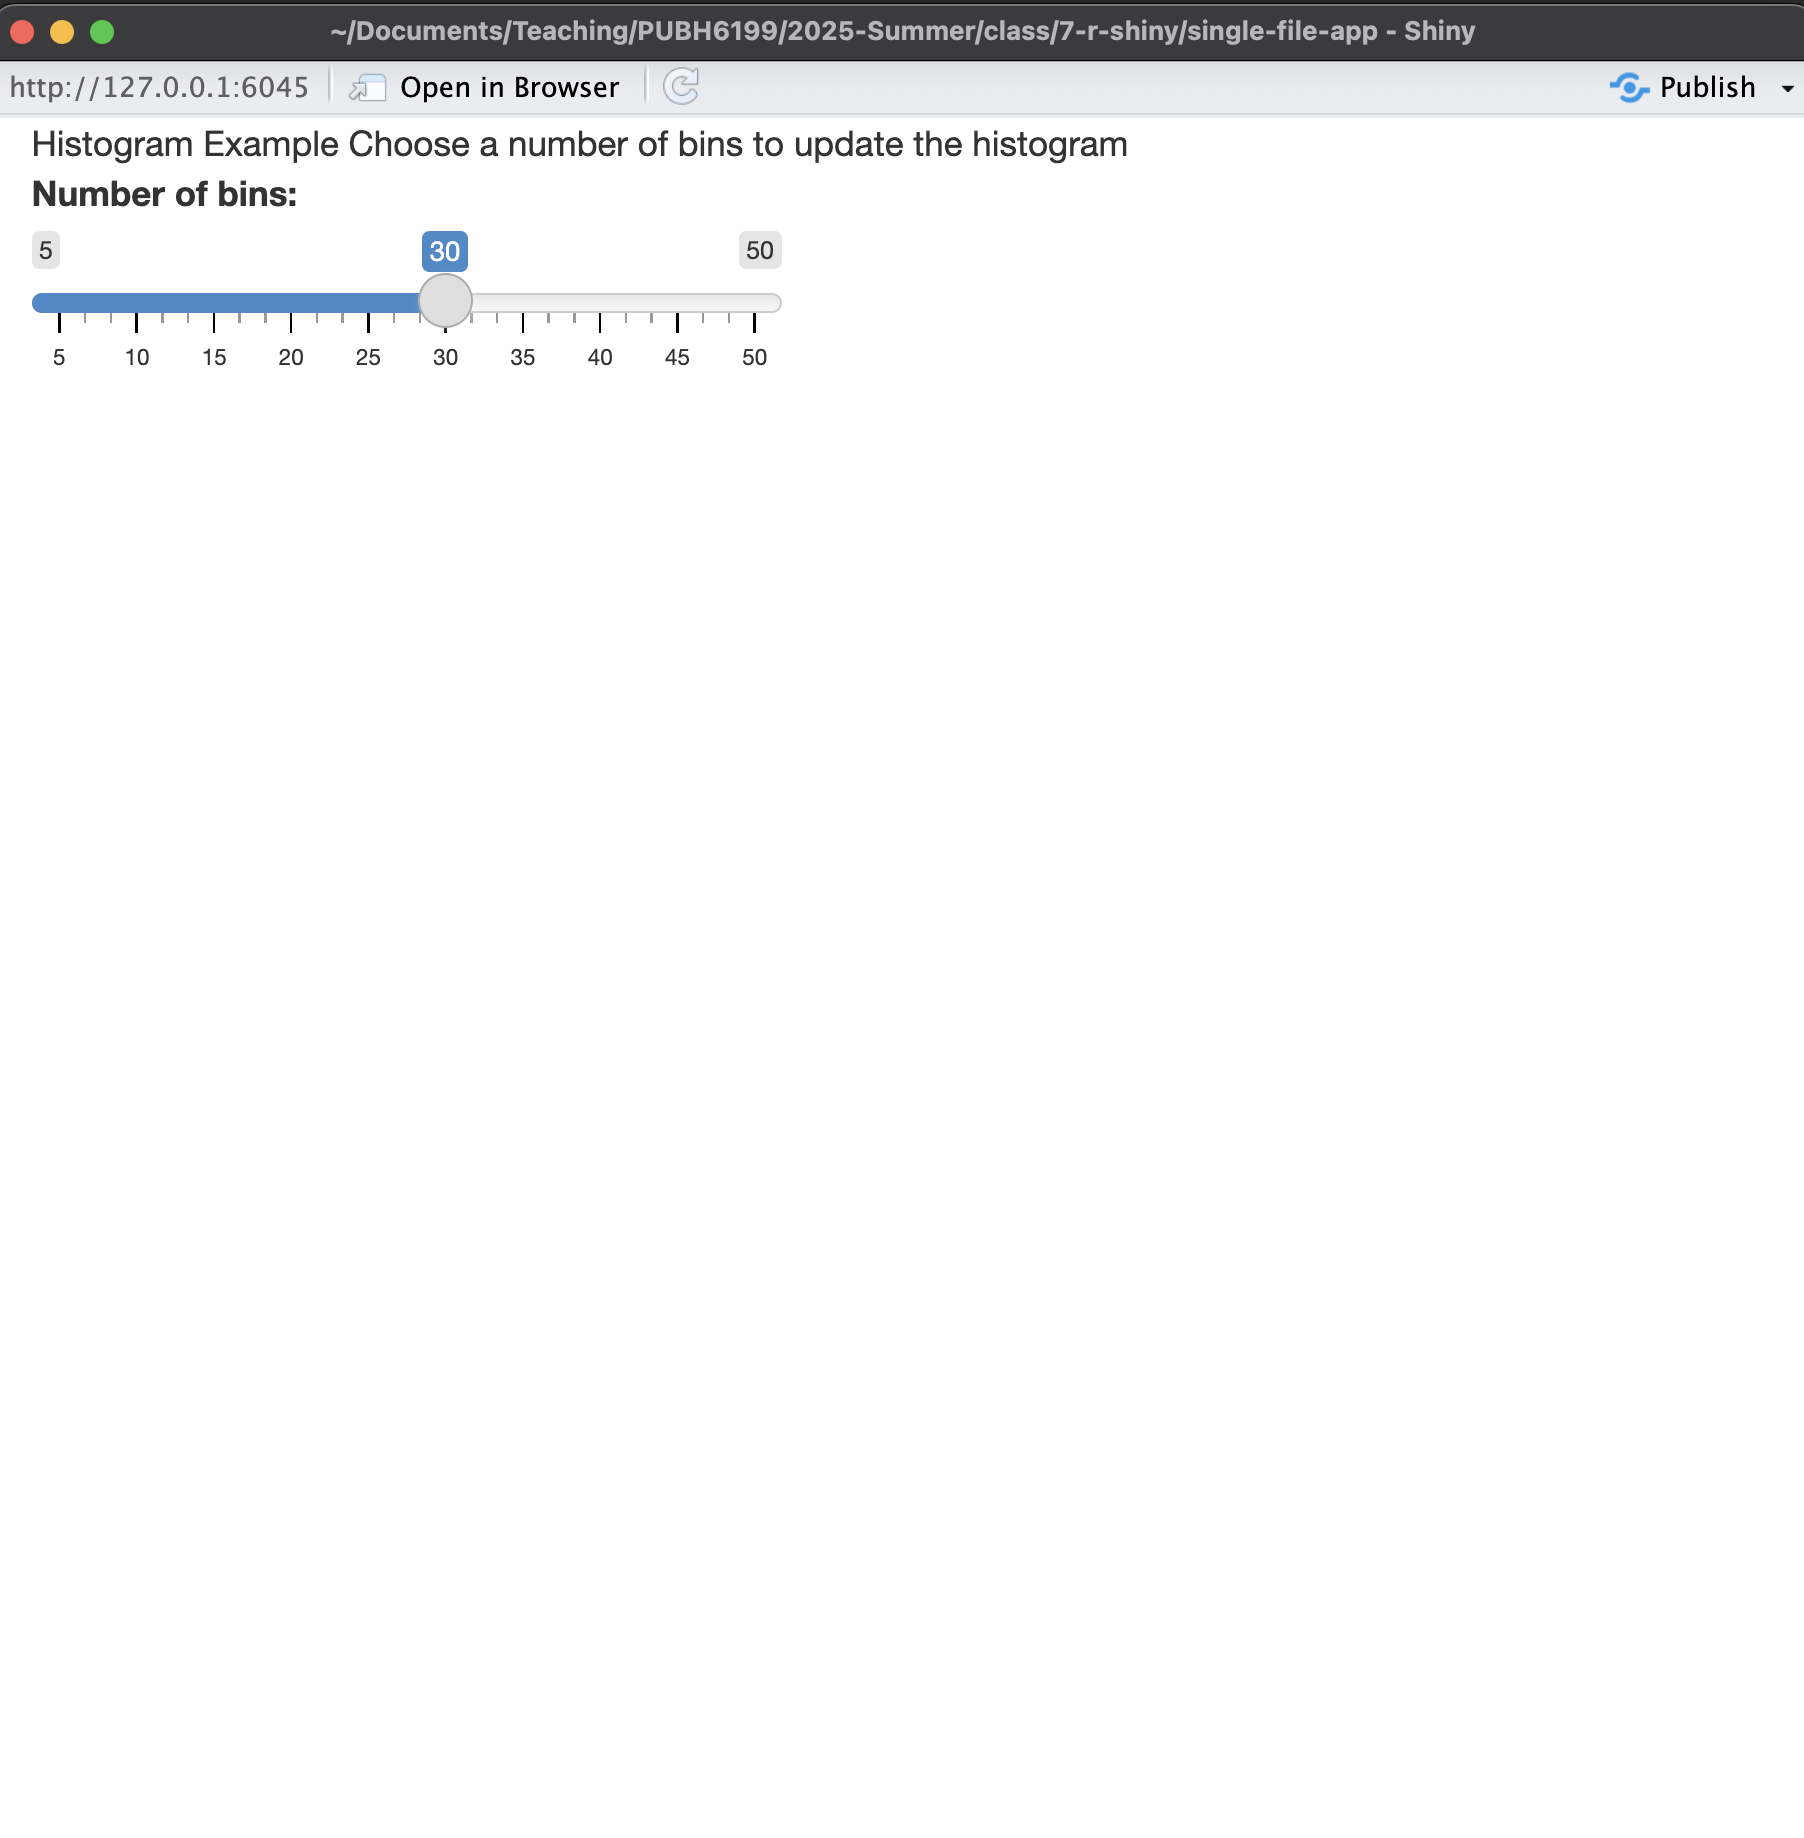 ~/Documents/Teaching/PUBH6199/2025-Summer/class/7-r-shiny/single-file-app - Shiny
http://127.0.0.1:6045 Open in Browser Publish
Histogram Example Choose a number of bins to update the histogram
Number of bins:
5 30 50
5 10 15 20 25 30 35 40 45 50